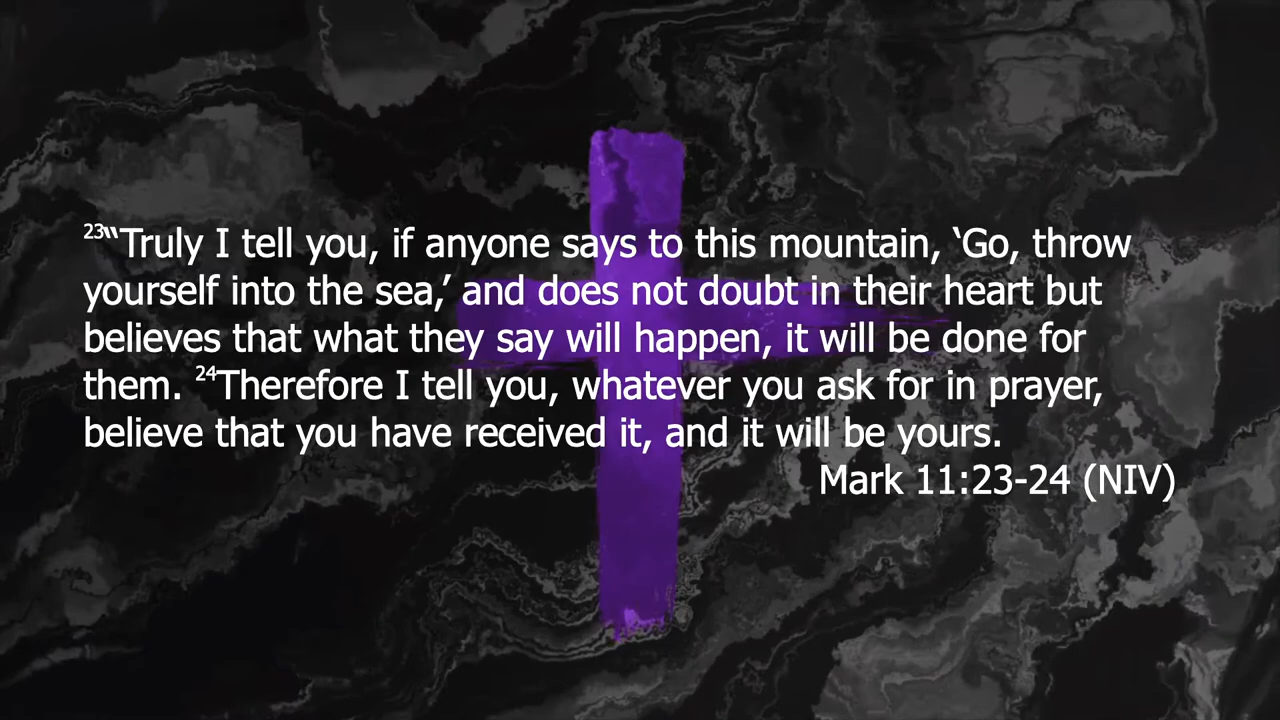 ²³“Truly I tell you, if anyone says to this mountain, ‘Go, throw
yourself into the sea,’ and does not doubt in their heart but
believes that what they say will happen, it will be done for
them. ²⁴Therefore I tell you, whatever you ask for in prayer,
believe that you have received it, and it will be yours.
Mark 11:23-24 (NIV)